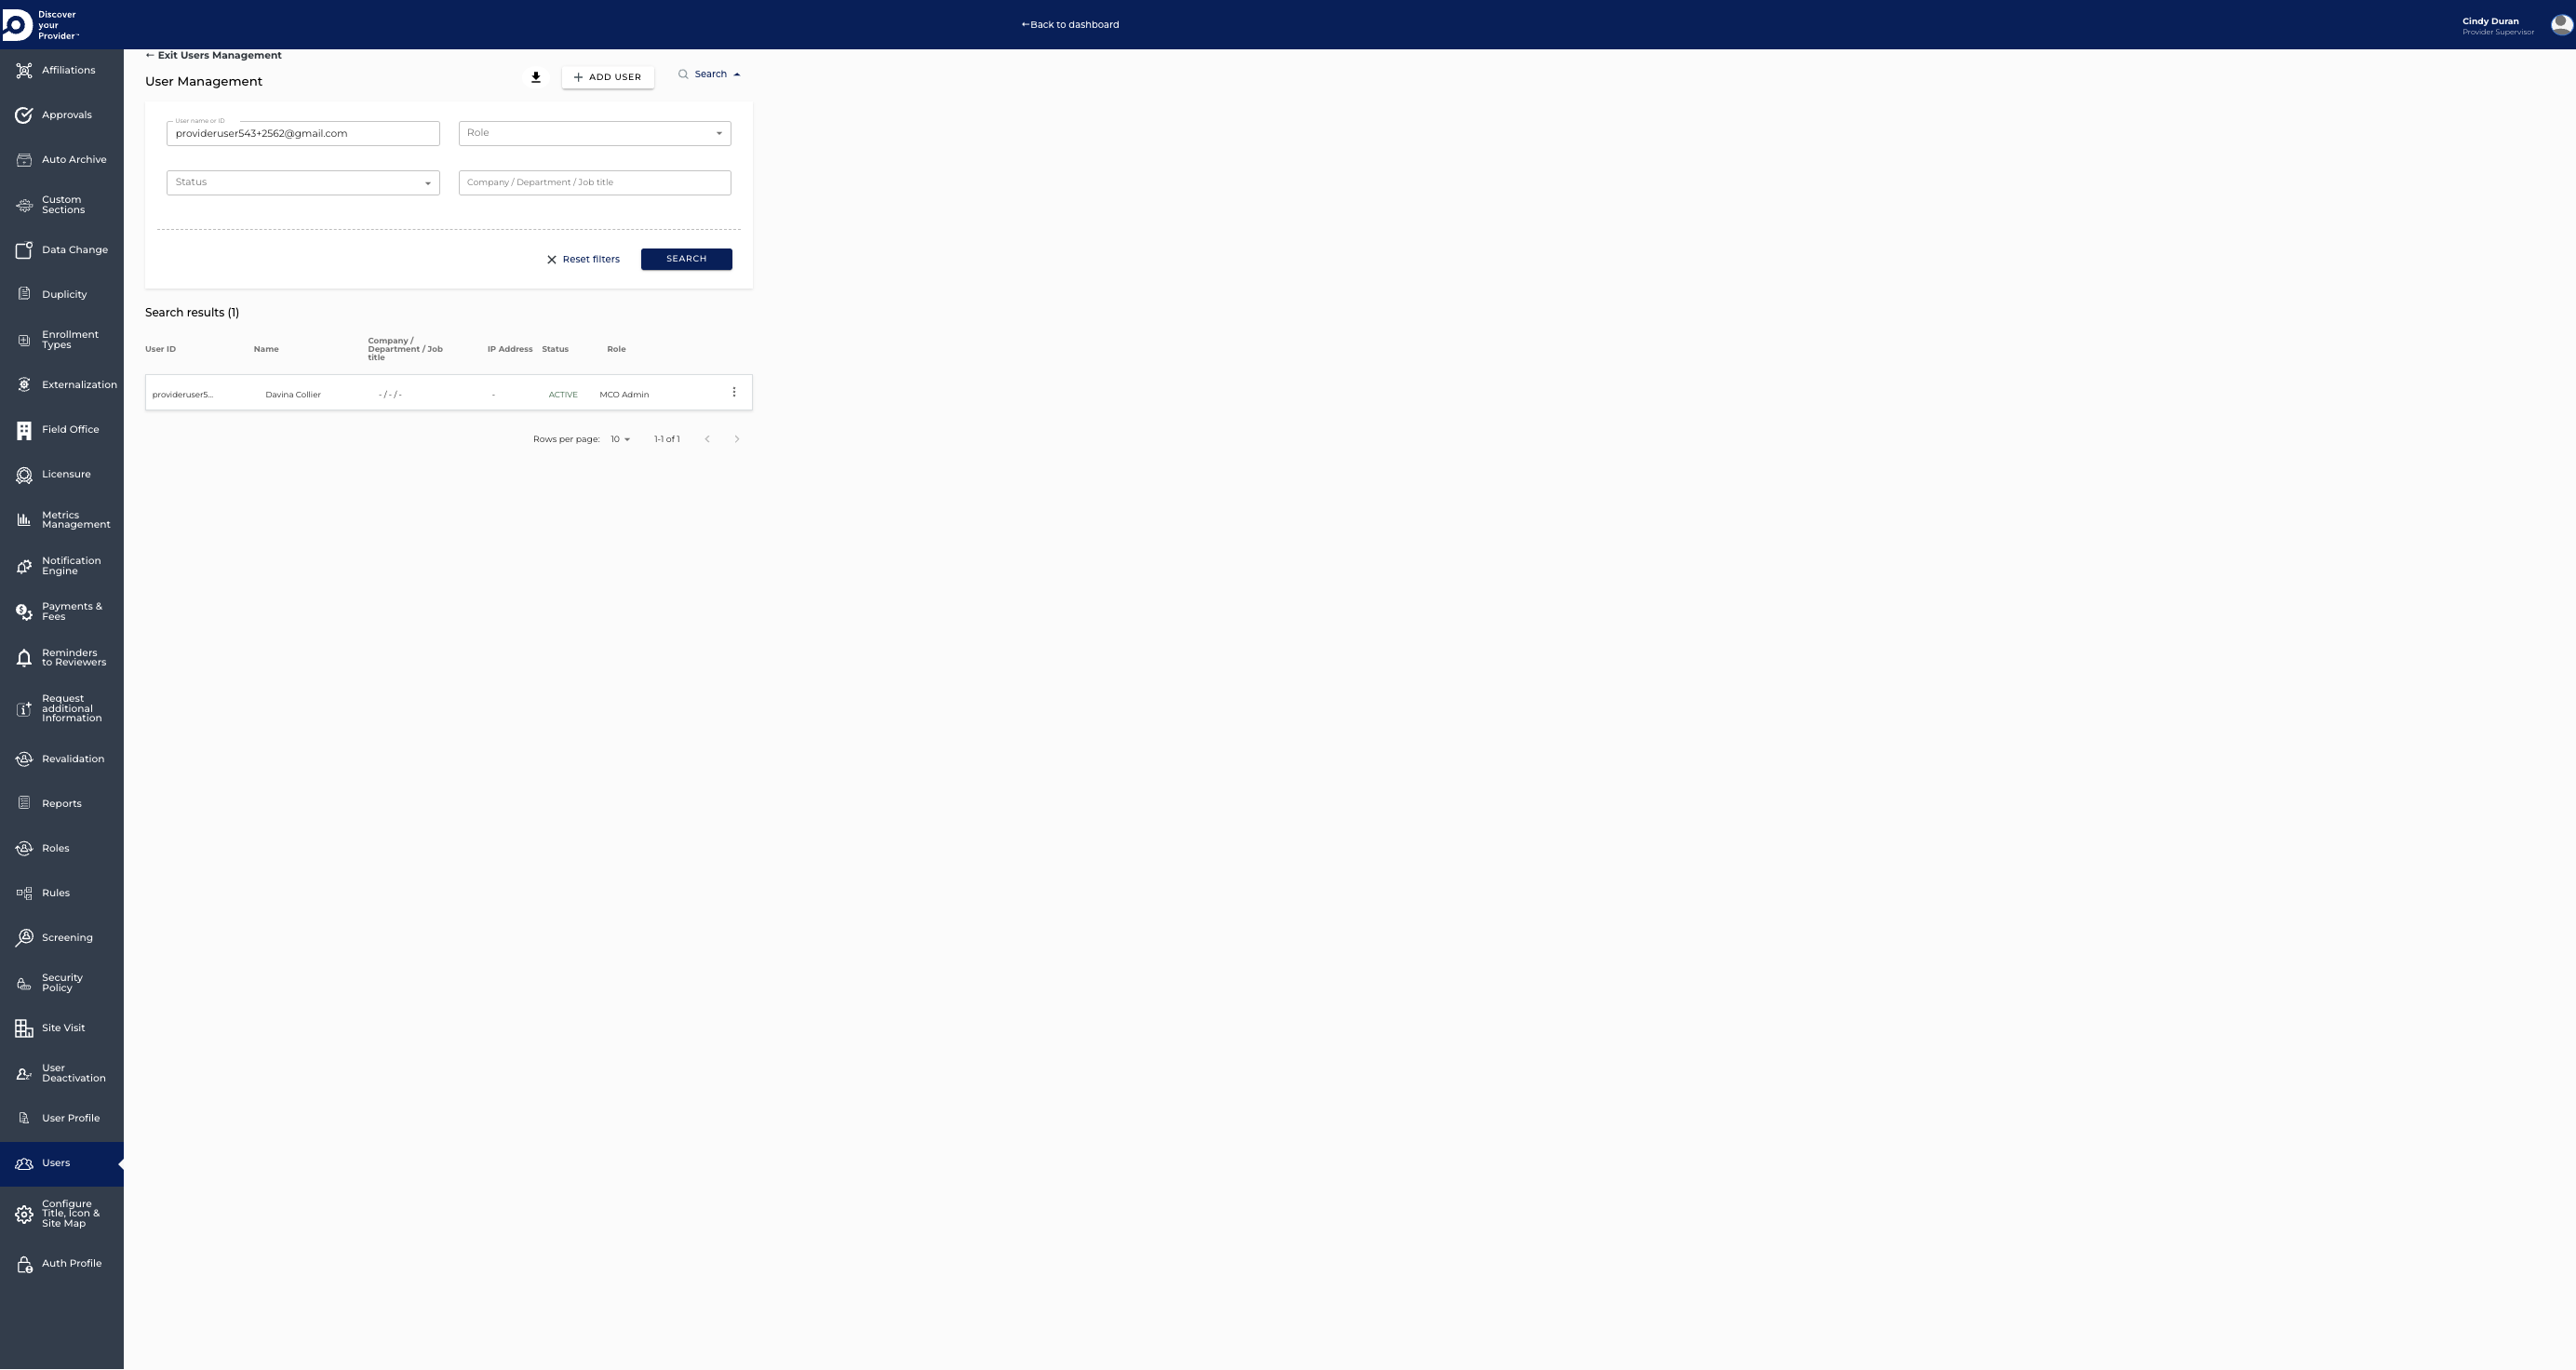 Discover
your
Provider™
←Back to dashboard
Cindy Duran
Provider Supervisor
Affiliations
Approvals
Auto Archive
Custom
Sections
Data Change
Duplicity
Enrollment
Types
Externalization
Field Office
Licensure
Metrics
Management
Notification
Engine
Payments &
Fees
Reminders
to Reviewers
Request
additional
Information
Revalidation
Reports
Roles
Rules
Screening
Security
Policy
Site Visit
User
Deactivation
User Profile
Users
Configure
Title, Icon &
Site Map
Auth Profile
← Exit Users Management
User Management
+ ADD USER
Search
User name or ID
provideruser543+2562@gmail.com
Role
Status
Company / Department / Job title
Reset filters
SEARCH
Search results (1)
User ID
Name
Company /
Department / Job
title
IP Address
Status
Role
provideruser5...
Davina Collier
- / - / -
-
ACTIVE
MCO Admin
Rows per page: 10
1-1 of 1